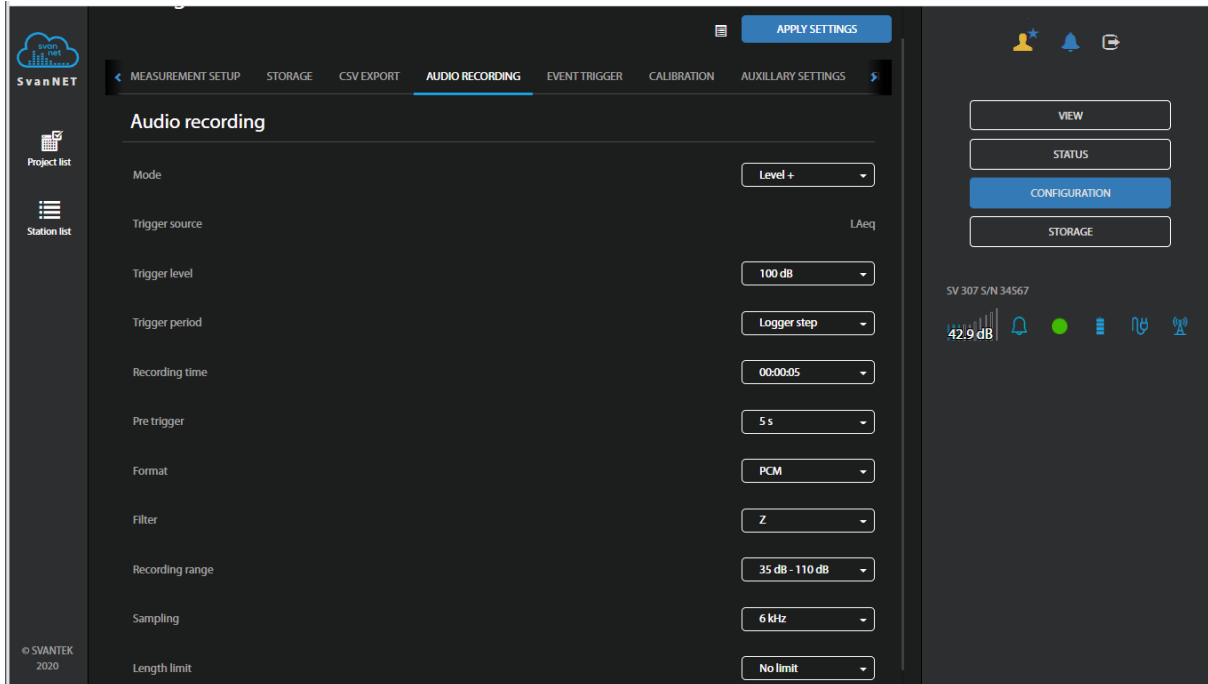 svan
net
SvanNET
Project list
Station list
© SVANTEK
2020
APPLY SETTINGS
MEASUREMENT SETUP STORAGE CSV EXPORT AUDIO RECORDING EVENT TRIGGER CALIBRATION AUXILLARY SETTINGS
Audio recording
Mode Level +
Trigger source LAeq
Trigger level 100 dB
Trigger period Logger step
Recording time 00:00:05
Pre trigger 5 s
Format PCM
Filter Z
Recording range 35 dB - 110 dB
Sampling 6 kHz
Length limit No limit
VIEW
STATUS
CONFIGURATION
STORAGE
SV 307 S/N 34567
42.9 dB